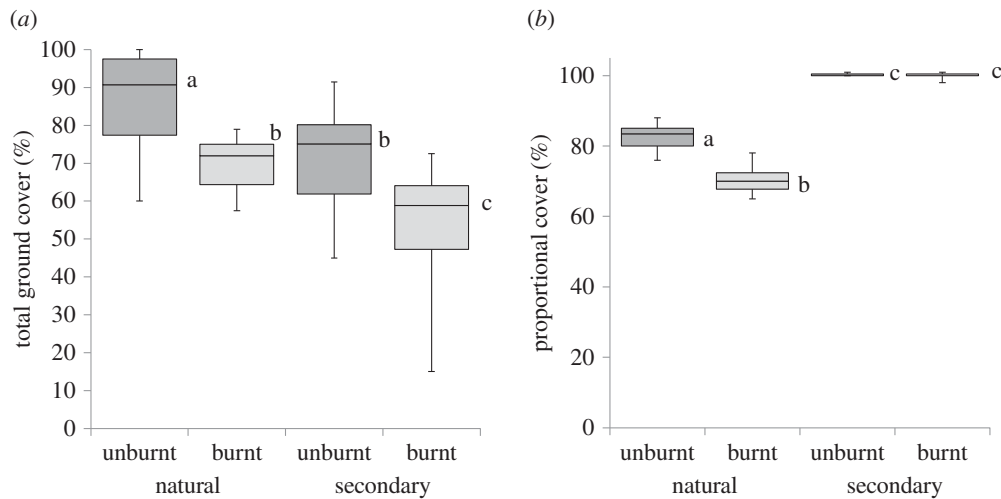 (a)
total ground cover (%)
100
90
80
70
60
50
40
30
20
10
0
a
b
b
c
unburnt burnt unburnt burnt
natural secondary
(b)
proportional cover (%)
100
80
60
40
20
0
a
b
c
c
unburnt burnt unburnt burnt
natural secondary